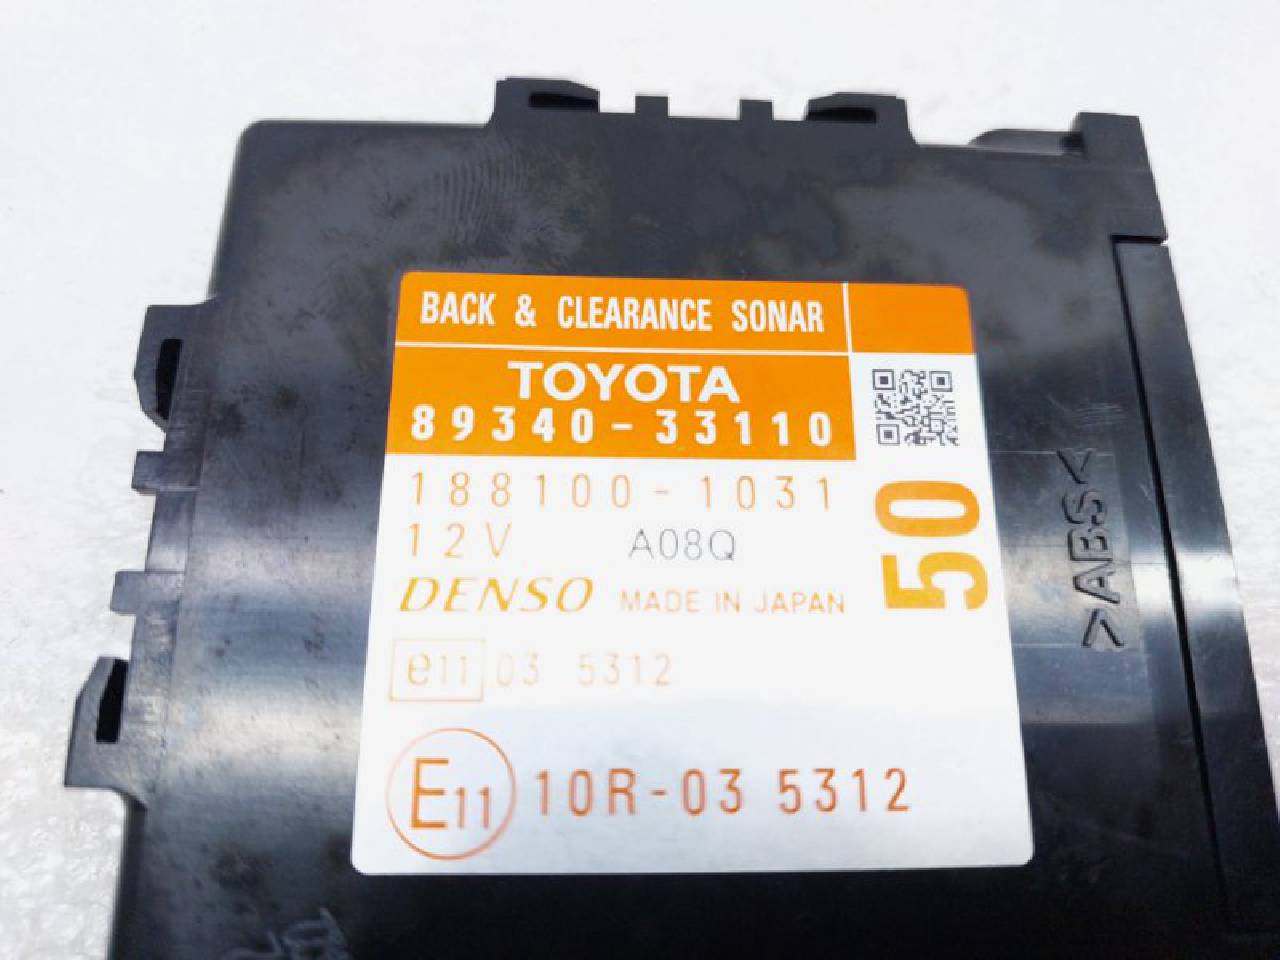 BACK & CLEARANCE SONAR
TOYOTA
89340-33110
188100-1031
12V A08Q
DENSO MADE IN JAPAN
50
e11 03 5312
E11 10R-03 5312
>ABS<